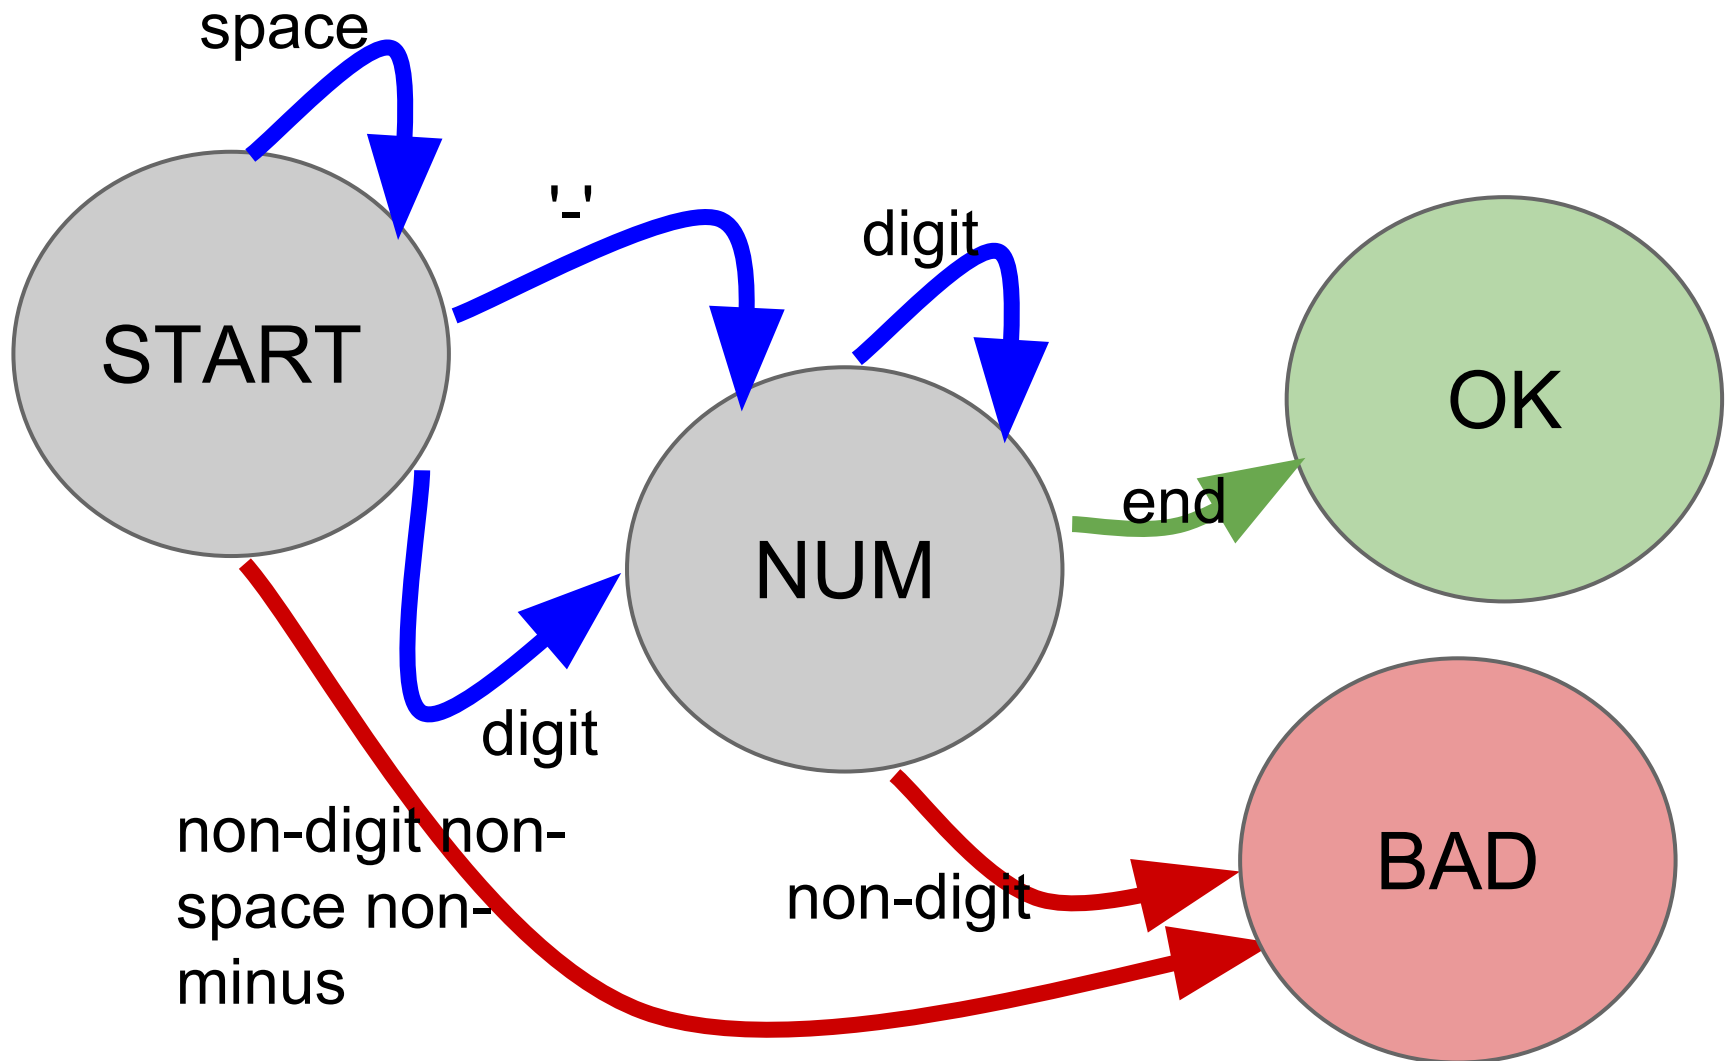 space
'-'
digit
START
OK
end
NUM
digit
non-digit non-
space non-
minus
non-digit
BAD